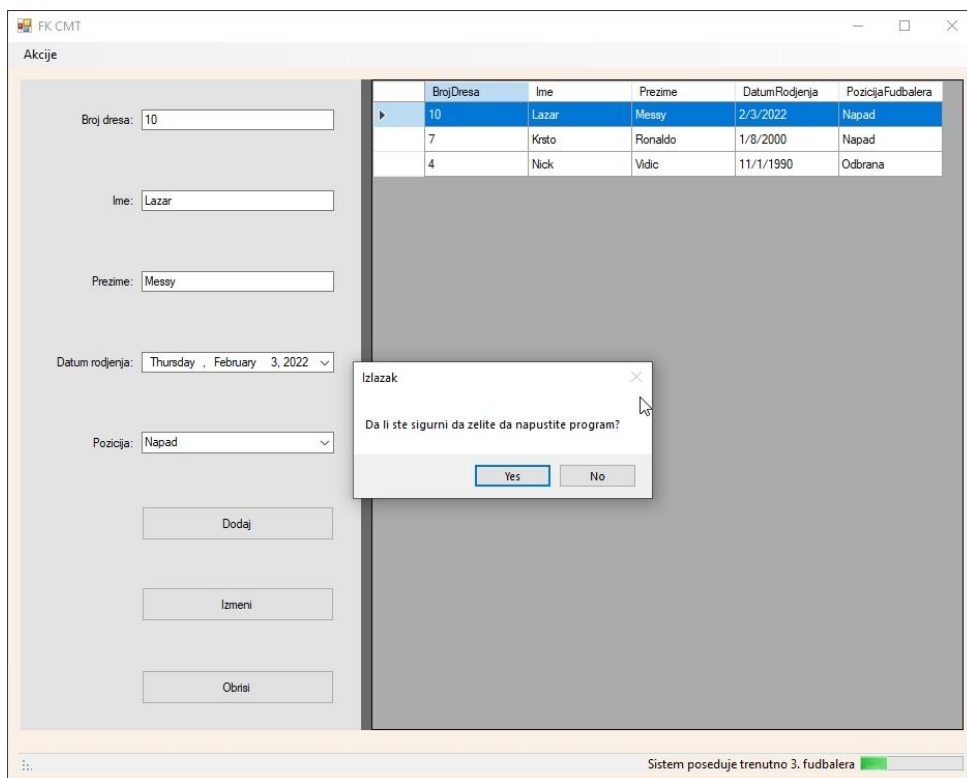 FK CMT
Akcije
Broj dresa: 10
Ime: Lazar
Prezime: Messy
Datum rodjenja: Thursday , February 3, 2022
Pozicija: Napad
Dodaj
Izmeni
Obrisi
BrojDresa Ime Prezime DatumRodjenja PozicijaFudbalera
10 Lazar Messy 2/3/2022 Napad
7 Krsto Ronaldo 1/8/2000 Napad
4 Nick Vidic 11/1/1990 Odbrana
Izlazak
Da li ste sigurni da zelite da napustite program?
Yes No
Sistem poseduje trenutno 3. fudbalera